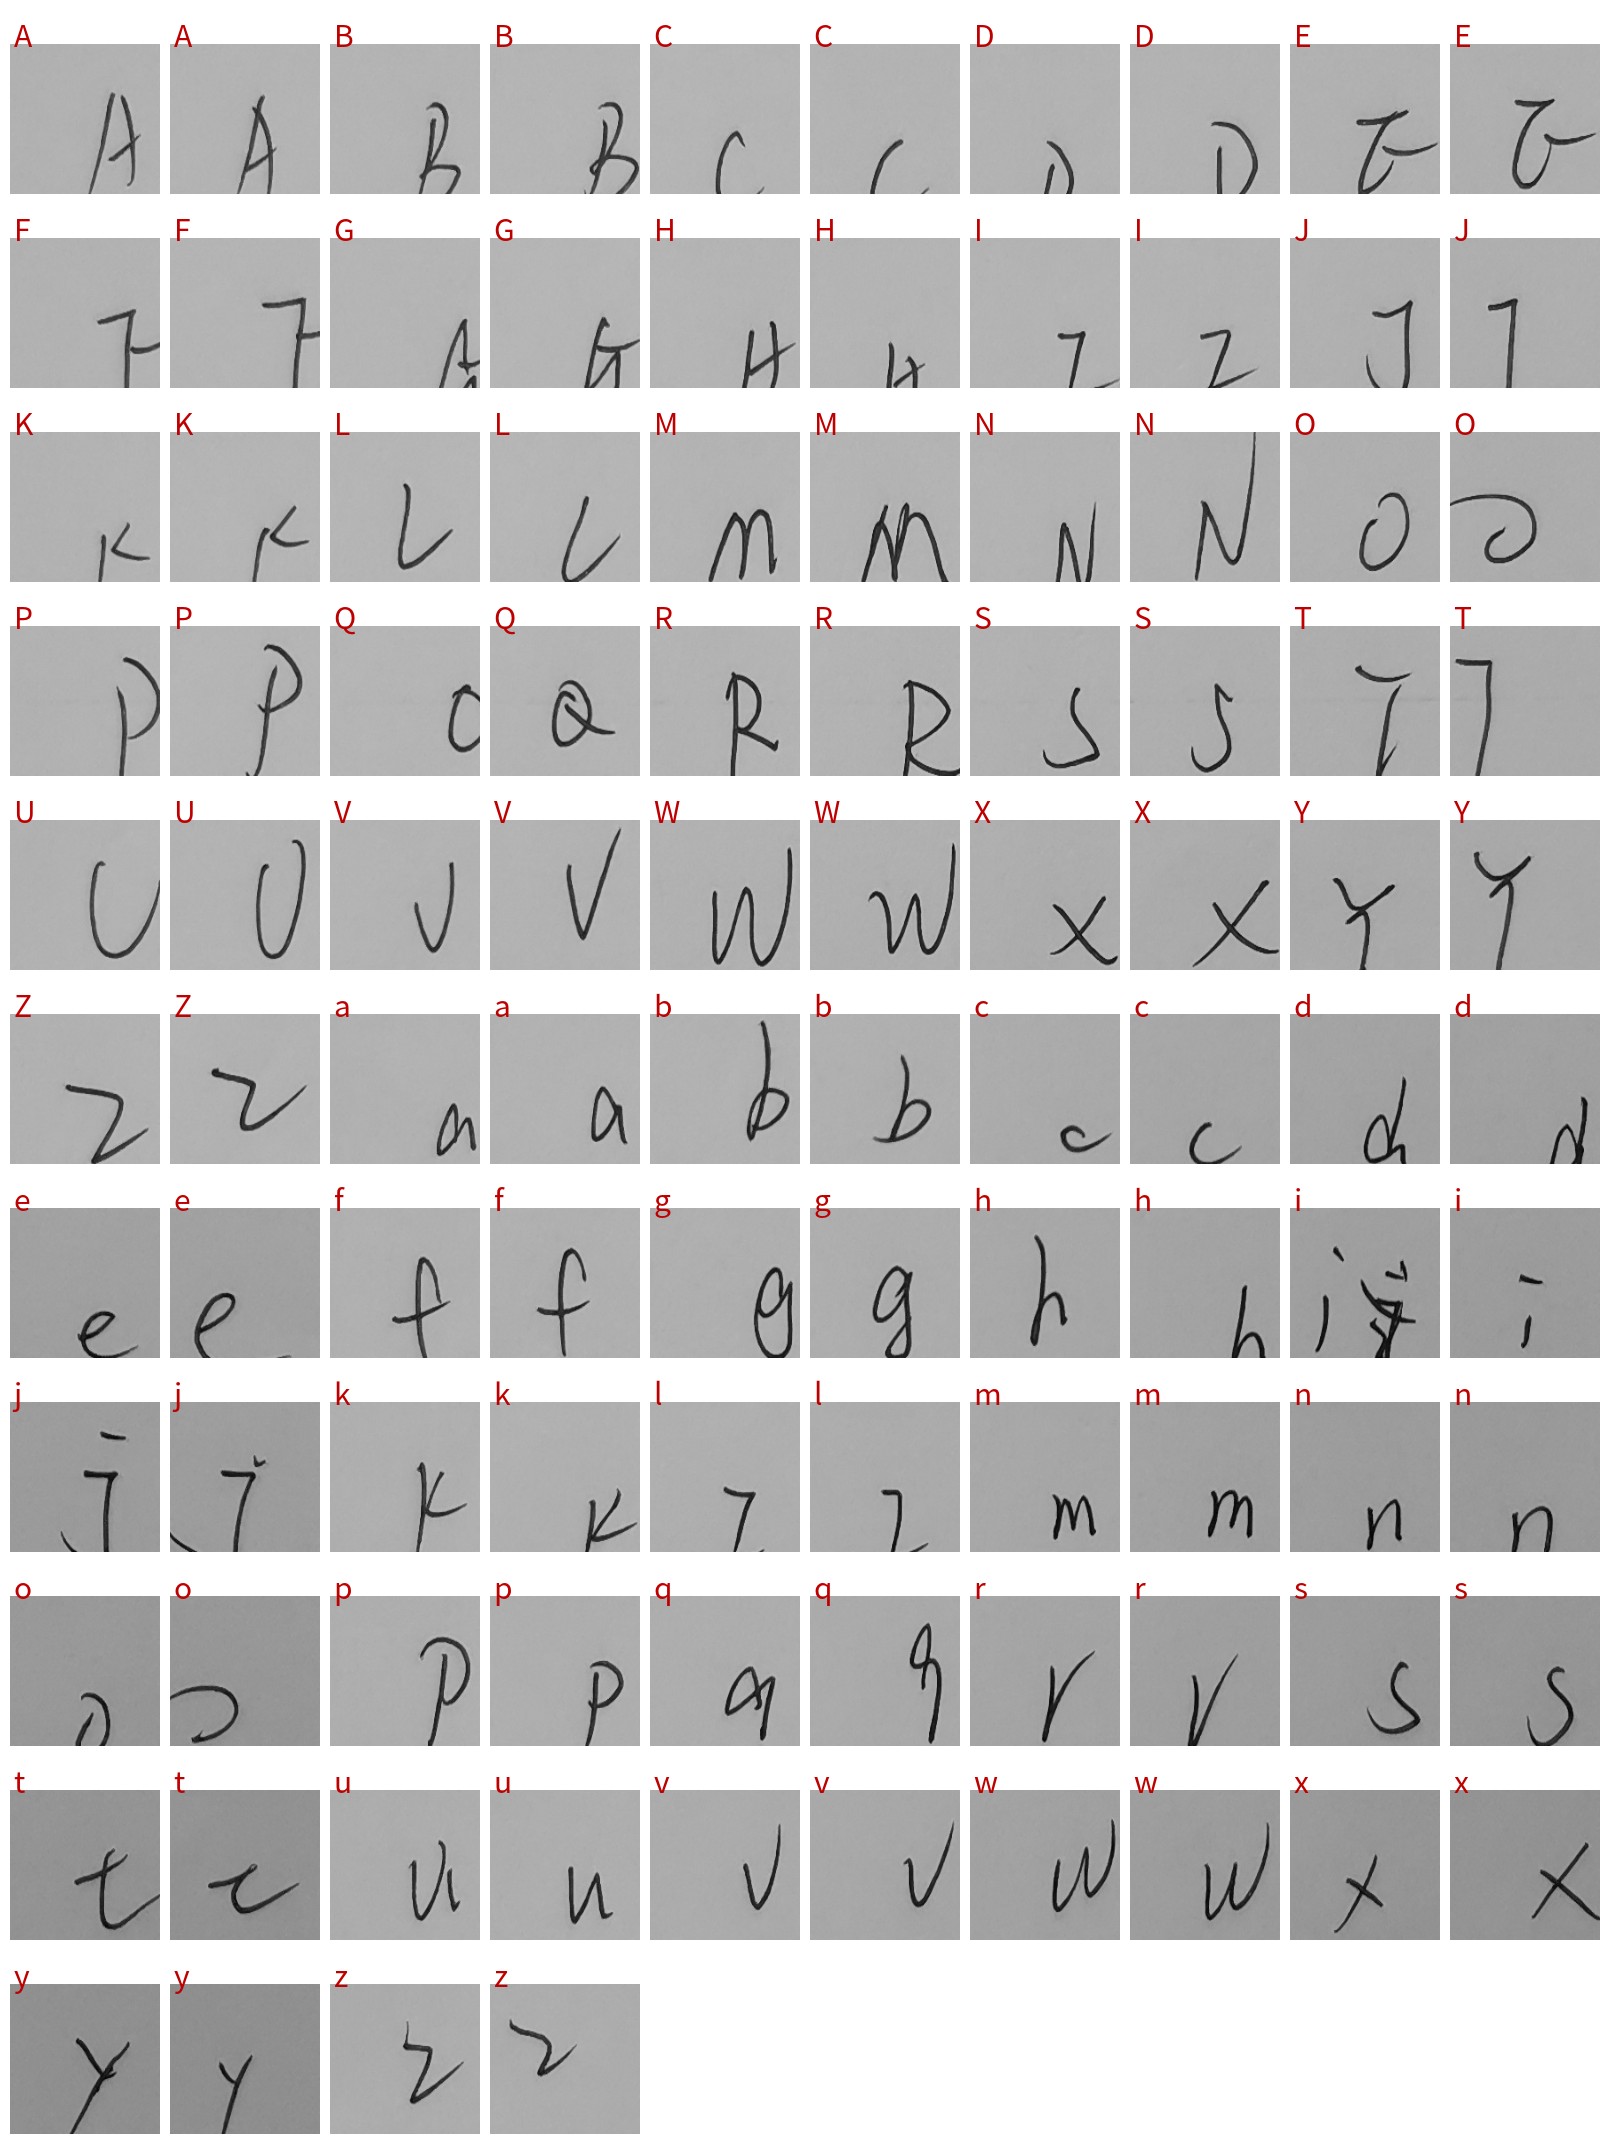 A A B B C C D D E E
F F G G H H I I J J
K K L L M M N N O O
P P Q Q R R S S T T
U U V V W W X X Y Y
Z Z a a b b c c d d
e e f f g g h h i i
j j k k l l m m n n
o o p p q q r r s s
t t u u v v w w x x
y y z z